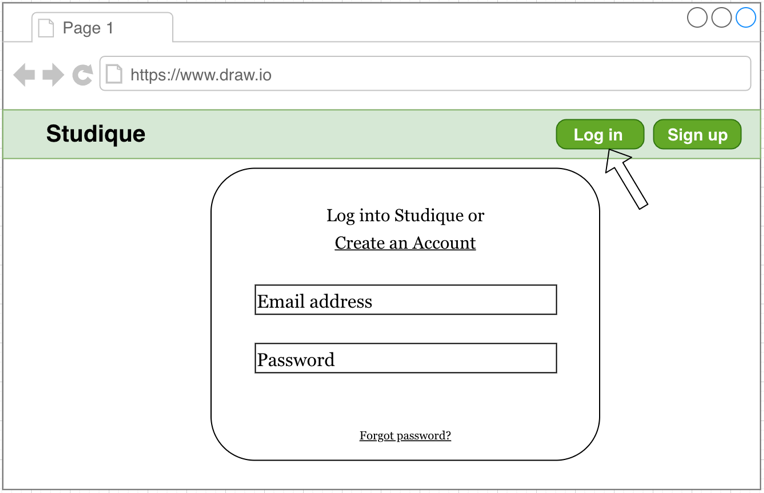 Page 1
https://www.draw.io
Studique
Log in
Sign up
Log into Studique or
Create an Account
Email address
Password
Forgot password?